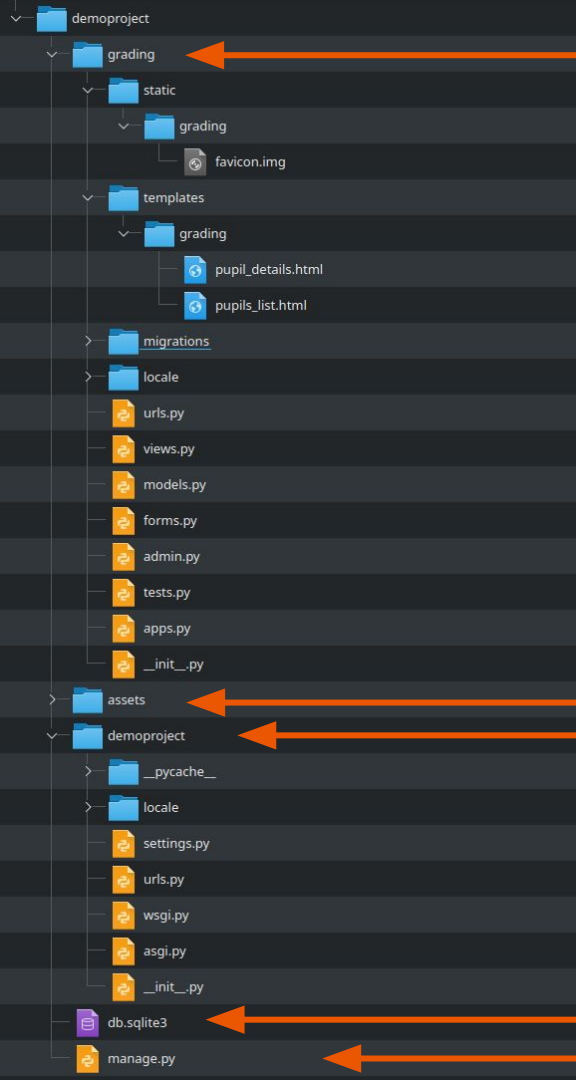 demoproject
grading
static
grading
favicon.img
templates
grading
pupil_details.html
pupils_list.html
migrations
locale
urls.py
views.py
models.py
forms.py
admin.py
tests.py
apps.py
__init__.py
assets
demoproject
__pycache__
locale
settings.py
urls.py
wsgi.py
asgi.py
__init__.py
db.sqlite3
manage.py